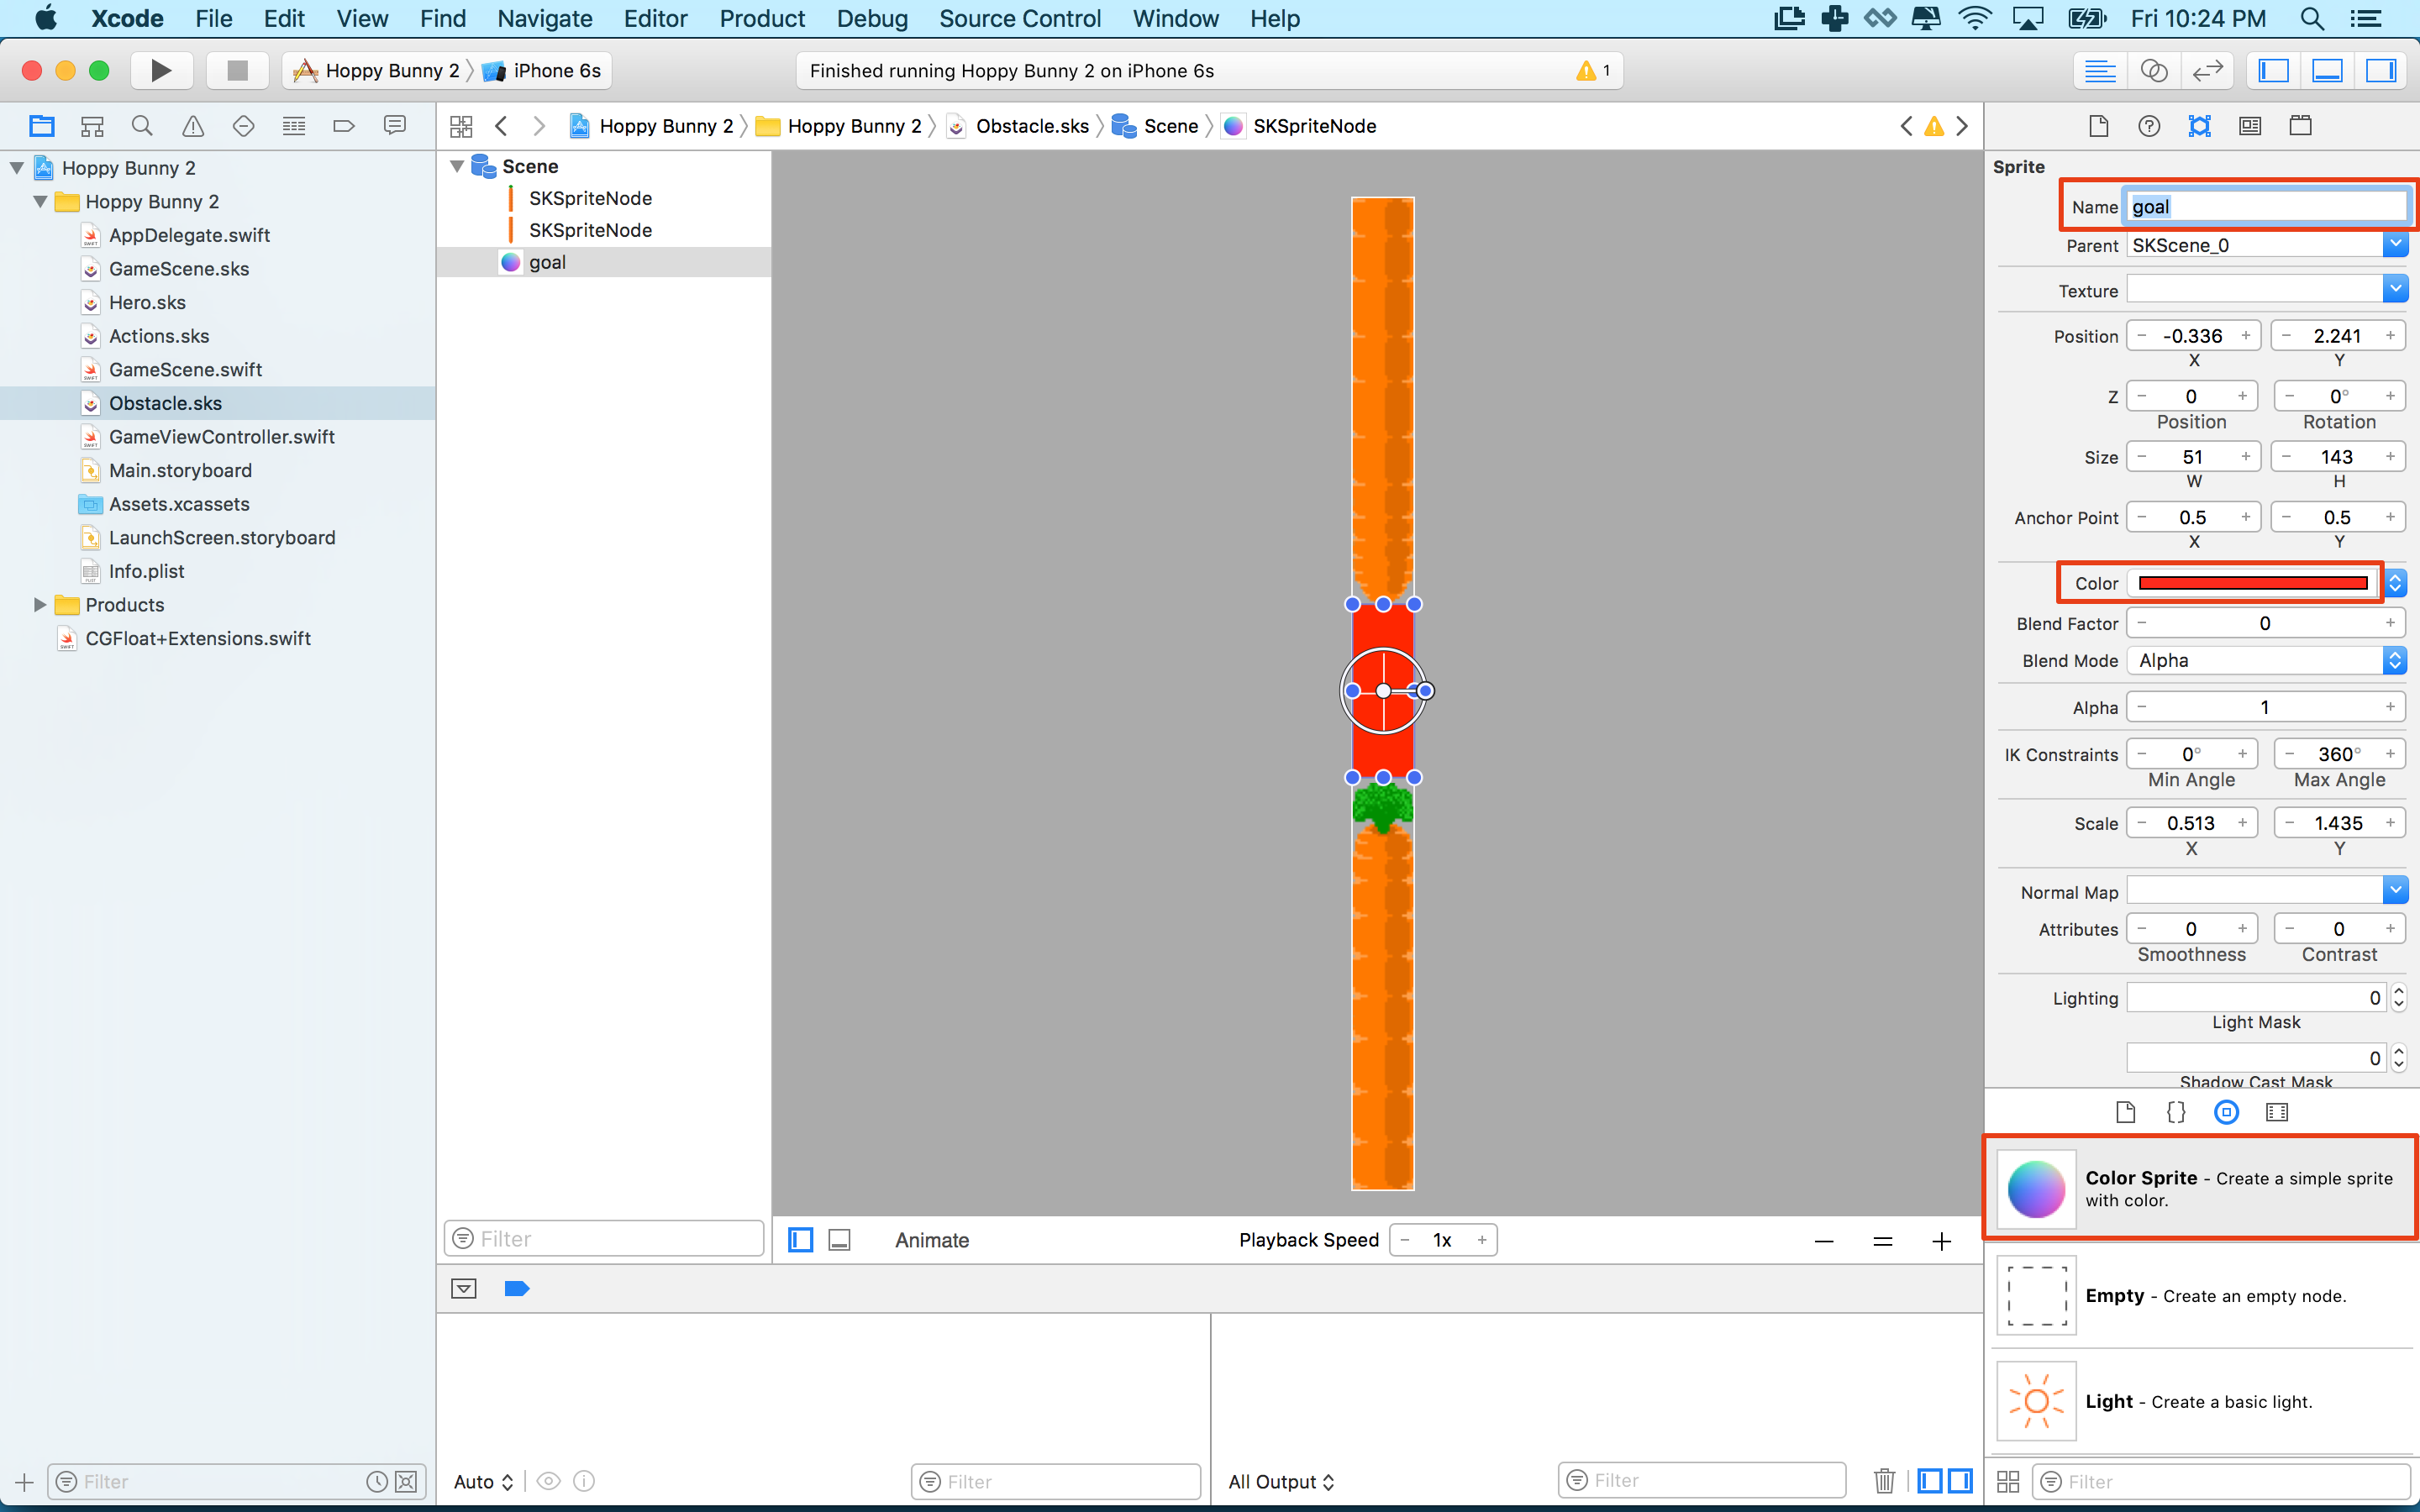 Xcode File Edit View Find Navigate Editor Product Debug Source Control Window Help Fri 10:24 PM
Hoppy Bunny 2 iPhone 6s
Finished running Hoppy Bunny 2 on iPhone 6s 1
Hoppy Bunny 2
Hoppy Bunny 2
AppDelegate.swift
GameScene.sks
Hero.sks
Actions.sks
GameScene.swift
Obstacle.sks
GameViewController.swift
Main.storyboard
Assets.xcassets
LaunchScreen.storyboard
Info.plist
Products
CGFloat+Extensions.swift
Filter
Hoppy Bunny 2 Hoppy Bunny 2 Obstacle.sks Scene SKSpriteNode
Scene
SKSpriteNode
SKSpriteNode
goal
Filter
Animate
Playback Speed − 1x +
Auto
Filter
All Output
Filter
Sprite
Name goal
Parent SKScene_0
Texture
Position − -0.336 + − 2.241 +
X Y
Z − 0 + − 0° +
Position Rotation
Size − 51 + − 143 +
W H
Anchor Point − 0.5 + − 0.5 +
X Y
Color
Blend Factor − 0 +
Blend Mode Alpha
Alpha − 1 +
IK Constraints − 0° + − 360° +
Min Angle Max Angle
Scale − 0.513 + − 1.435 +
X Y
Normal Map
Attributes − 0 + − 0 +
Smoothness Contrast
Lighting 0
Light Mask
0
Shadow Cast Mask
{}
Color Sprite - Create a simple sprite
with color.
Empty - Create an empty node.
Light - Create a basic light.
Filter